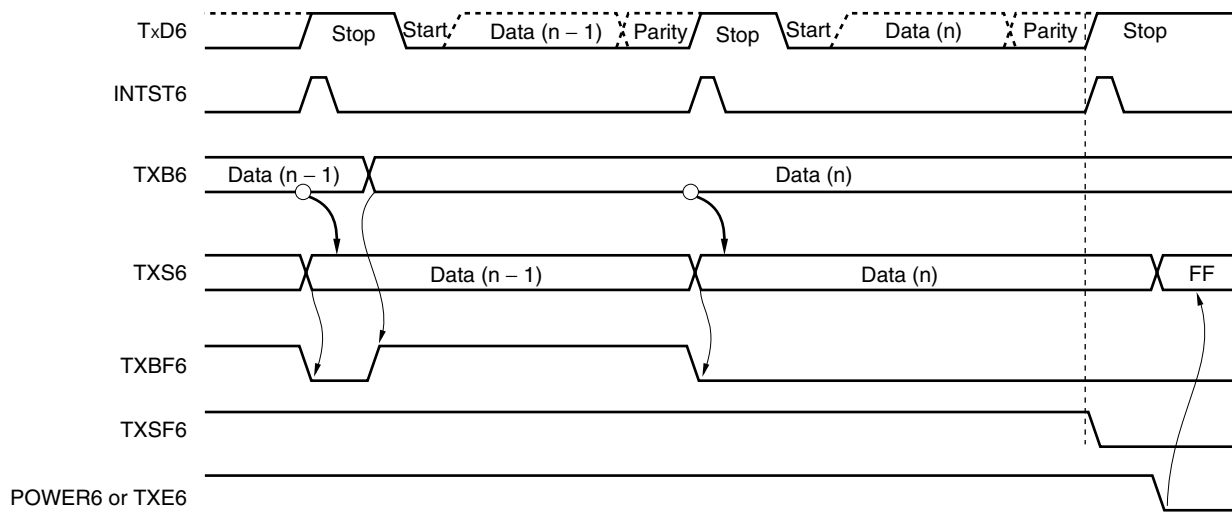 TxD6 Stop Start Data (n – 1) Parity Stop Start Data (n) Parity Stop
INTST6
TXB6 Data (n – 1) Data (n)
TXS6 Data (n – 1) Data (n) FF
TXBF6
TXSF6
POWER6 or TXE6